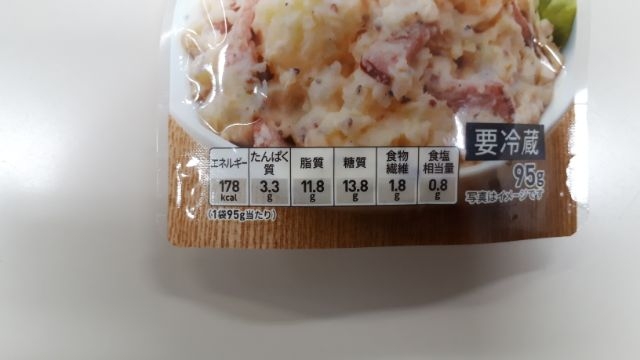 要冷蔵
エネルギー
178
kcal
たんぱく
質
3.3
g
脂質
11.8
g
糖質
13.8
g
食物
繊維
1.8
g
食塩
相当量
0.8
g
(1袋95g当たり)
95g
写真はイメージです